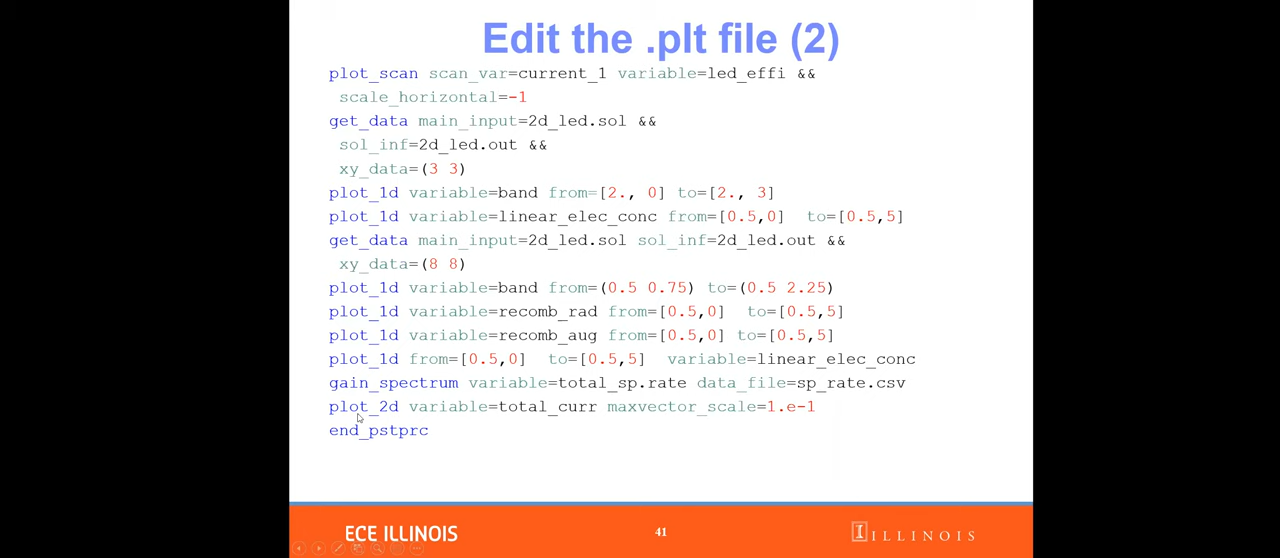 Edit the .plt file (2)
plot_scan scan_var=current_1 variable=led_effi &&
scale_horizontal=-1
get_data main_input=2d_led.sol &&
sol_inf=2d_led.out &&
xy_data=(3 3)
plot_1d variable=band from=[2., 0] to=[2., 3]
plot_1d variable=linear_elec_conc from=[0.5,0] to=[0.5,5]
get_data main_input=2d_led.sol sol_inf=2d_led.out &&
xy_data=(8 8)
plot_1d variable=band from=(0.5 0.75) to=(0.5 2.25)
plot_1d variable=recomb_rad from=[0.5,0] to=[0.5,5]
plot_1d variable=recomb_aug from=[0.5,0] to=[0.5,5]
plot_1d from=[0.5,0] to=[0.5,5] variable=linear_elec_conc
gain_spectrum variable=total_sp.rate data_file=sp_rate.csv
plot_2d variable=total_curr maxvector_scale=1.e-1
end_pstprc
ECE ILLINOIS
41
I ILLINOIS